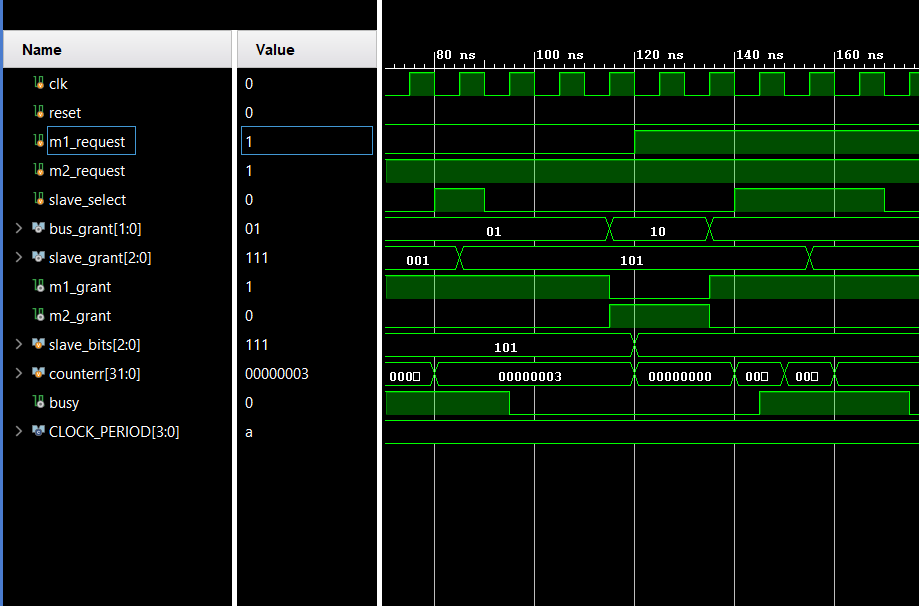 Name Value
80 ns 100 ns 120 ns 140 ns 160 ns
clk 0
reset 0
m1_request 1
m2_request 1
slave_select 0
bus_grant[1:0] 01 01 10
slave_grant[2:0] 111 001 101
m1_grant 1
m2_grant 0
slave_bits[2:0] 111 101
counterr[31:0] 00000003 000□ 00000003 00000000 00□ 00□
busy 0
CLOCK_PERIOD[3:0] a